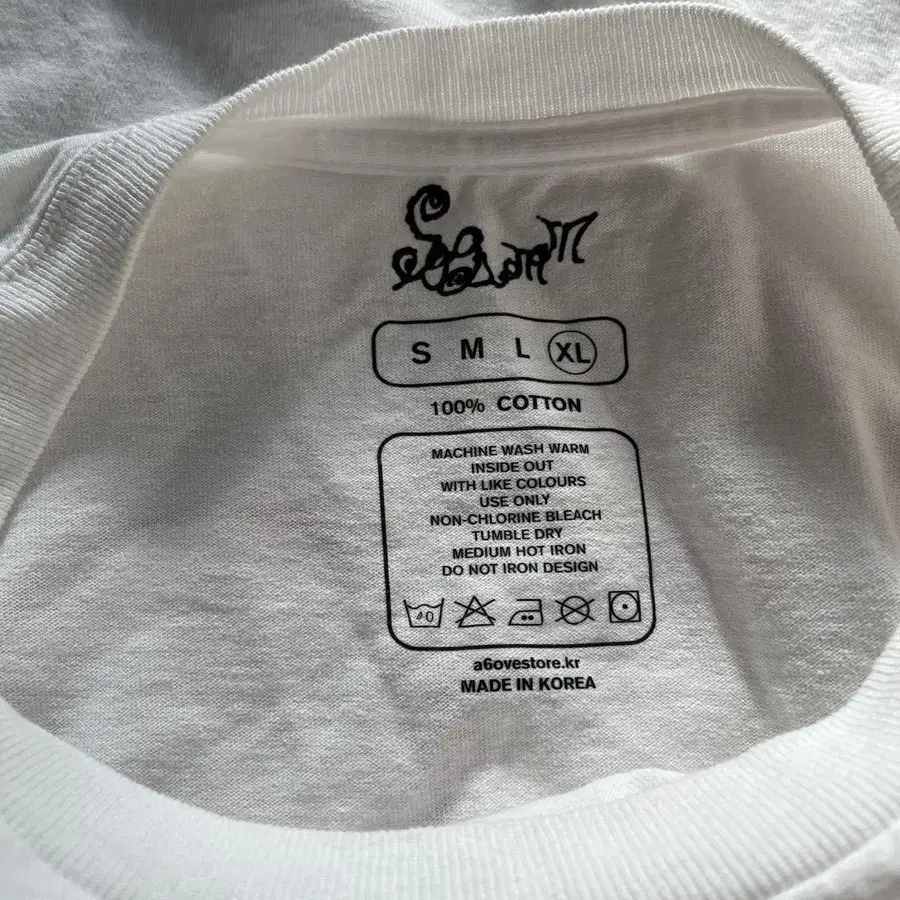 S M L XL
100% COTTON
MACHINE WASH WARM
INSIDE OUT
WITH LIKE COLOURS
USE ONLY
NON-CHLORINE BLEACH
TUMBLE DRY
MEDIUM HOT IRON
DO NOT IRON DESIGN
a6ovestore.kr
MADE IN KOREA